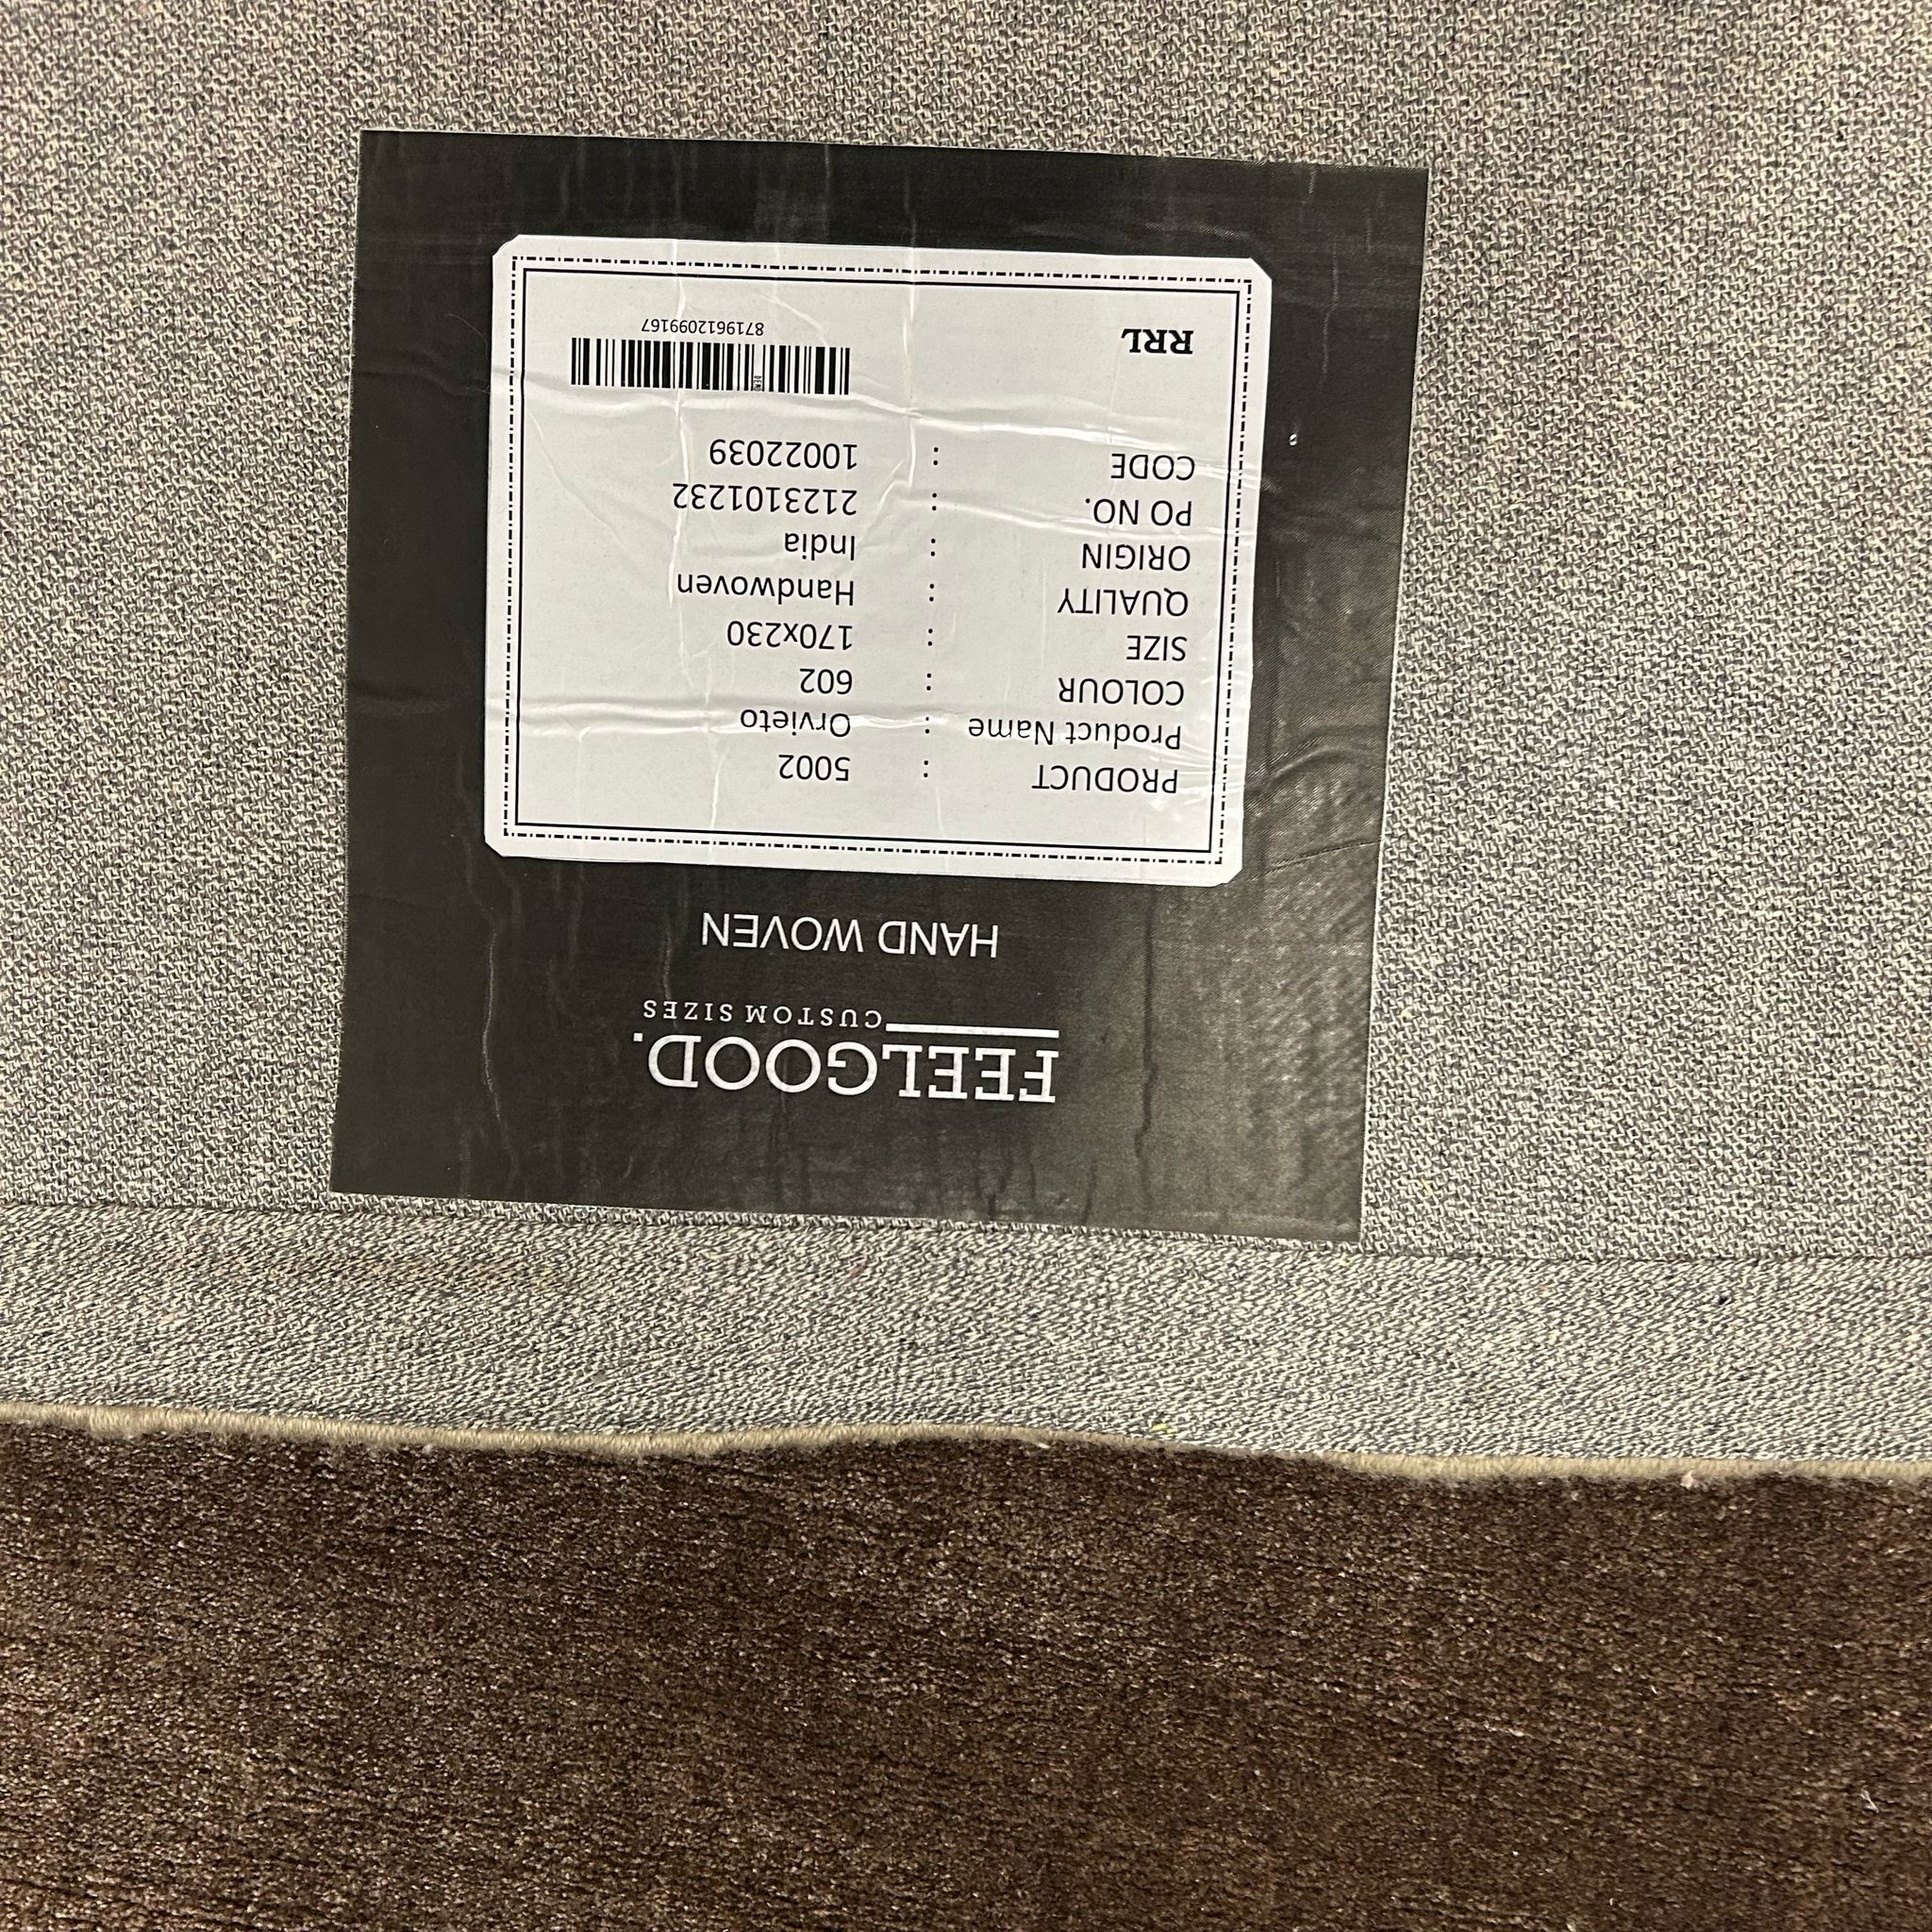 FEELGOOD.
CUSTOM SIZES
HAND WOVEN
PRODUCT : 5002
Product Name : Orvieto
COLOUR : 602
SIZE : 170x230
QUALITY : Handwoven
ORIGIN : India
PO NO. : 2123101232
CODE : 10022039
RRL
8719612099167